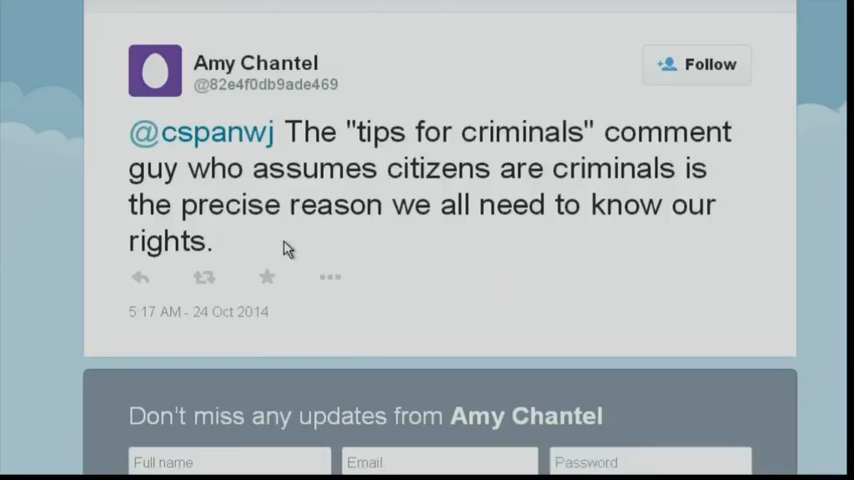 Amy Chantel
@82e4f0db9ade469
Follow
@cspanwj The "tips for criminals" comment
guy who assumes citizens are criminals is
the precise reason we all need to know our
rights.
5:17 AM - 24 Oct 2014
Don't miss any updates from Amy Chantel
Full name
Email
Password